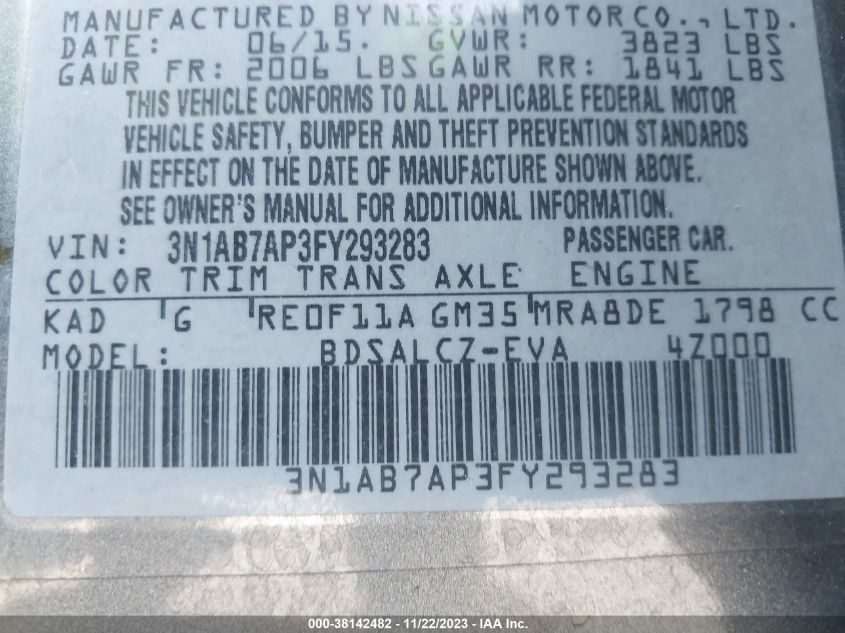 MANUFACTURED BY NISSAN MOTOR CO., LTD.
DATE: 06/15. GVWR: 3823 LBS
GAWR FR: 2006 LBS GAWR RR: 1841 LBS
THIS VEHICLE CONFORMS TO ALL APPLICABLE FEDERAL MOTOR
VEHICLE SAFETY, BUMPER AND THEFT PREVENTION STANDARDS
IN EFFECT ON THE DATE OF MANUFACTURE SHOWN ABOVE.
SEE OWNER'S MANUAL FOR ADDITIONAL INFORMATION.
VIN: 3N1AB7AP3FY293283 PASSENGER CAR.
COLOR TRIM TRANS AXLE ENGINE
KAD G RE0F11A GM35 MRA8DE 1798 CC
MODEL: BDSALCZ-EVA 4Z000
3N1AB7AP3FY293283
000-38142482 - 11/22/2023 - IAA Inc.